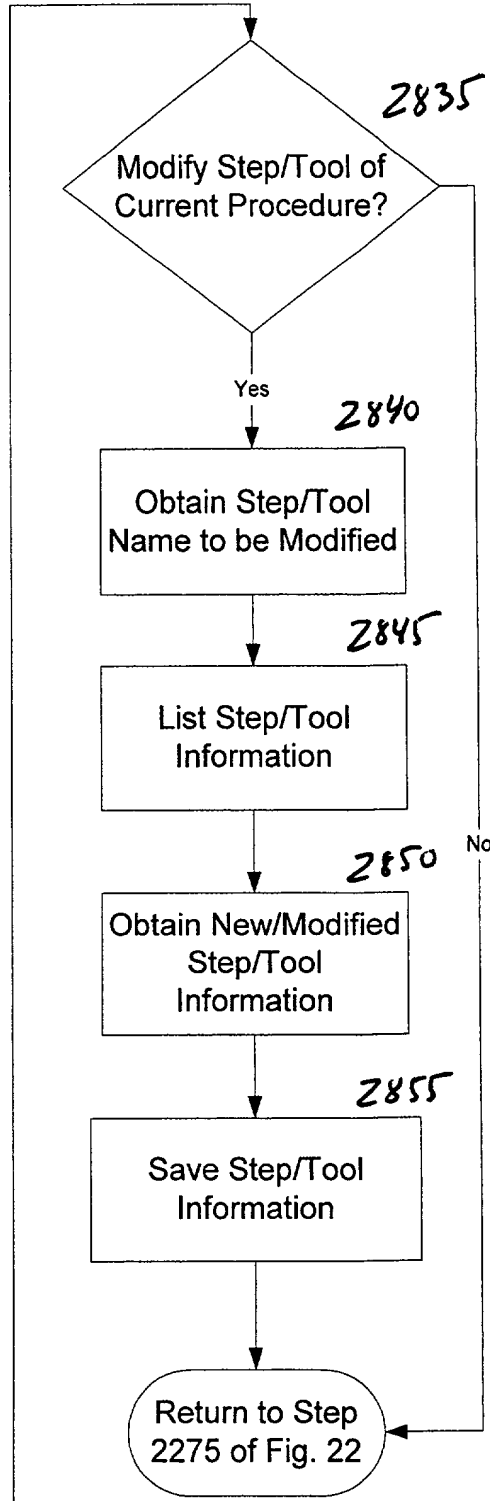 2835
Modify Step/Tool of
Current Procedure?
Yes
2840
Obtain Step/Tool
Name to be Modified
2845
List Step/Tool
Information
No
2850
Obtain New/Modified
Step/Tool
Information
2855
Save Step/Tool
Information
Return to Step
2275 of Fig. 22